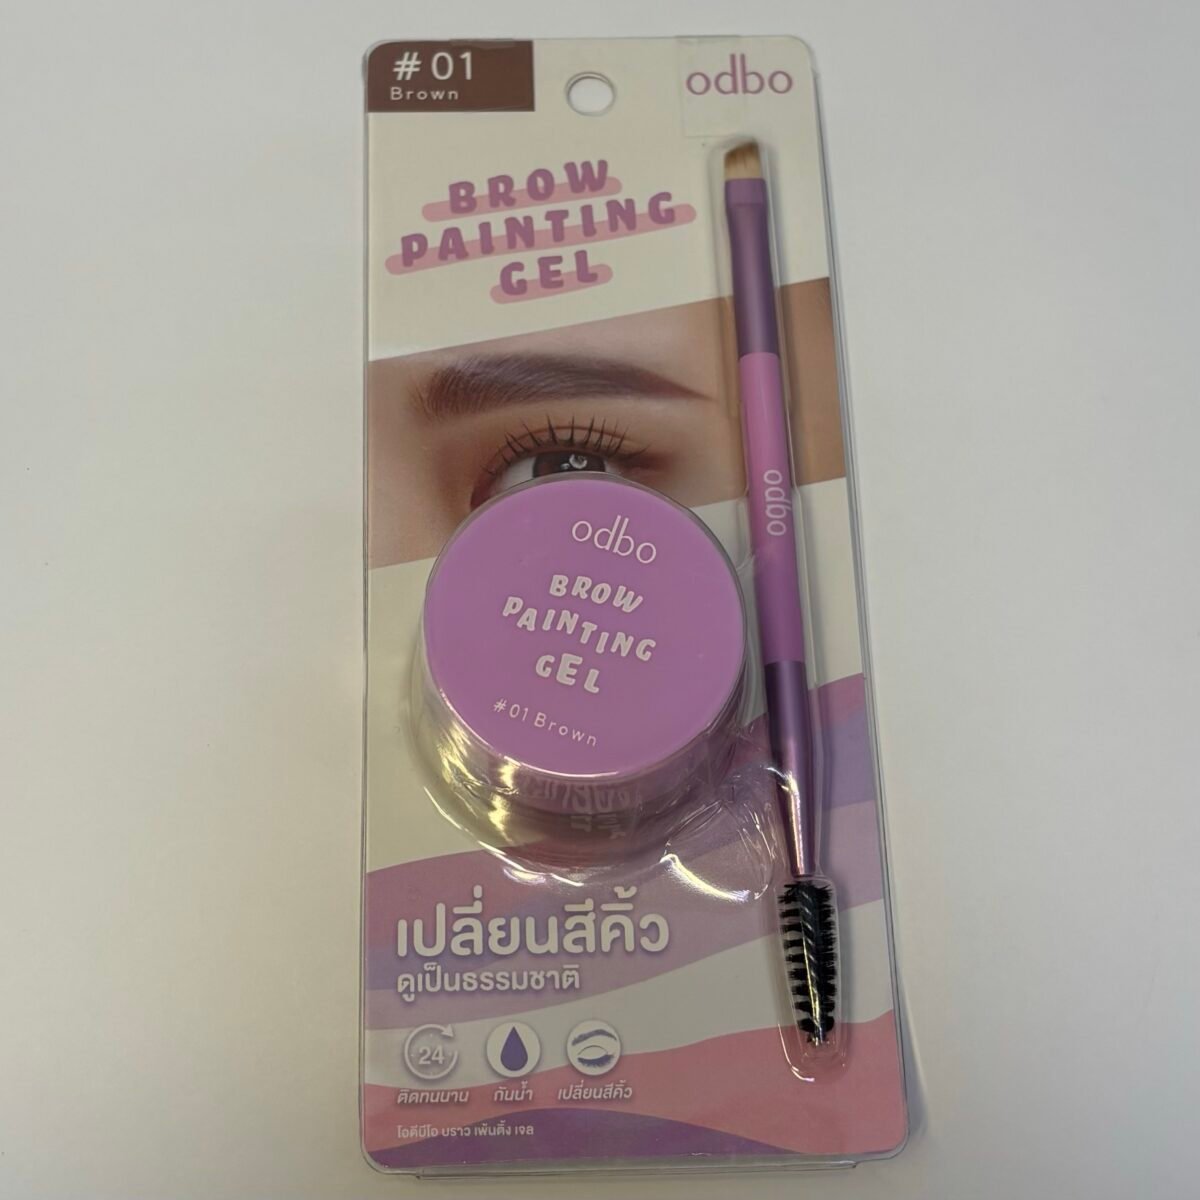 #01
Brown
odbo
BROW
PAINTING
GEL
odbo
odbo
BROW
PAINTING
GEL
#01 Brown
เปลี่ยนสีคิ้ว
ดูเป็นธรรมชาติ
24
ติดทนนาน กันน้ำ เปลี่ยนสีคิ้ว
โอดีบีโอ บราว เพ้นติ้ง เจล